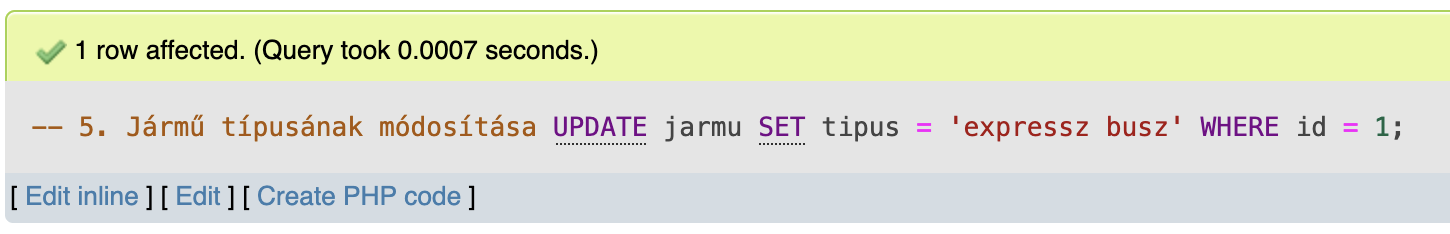 1 row affected. (Query took 0.0007 seconds.)
-- 5. Jármű típusának módosítása UPDATE jarmu SET tipus = 'expressz busz' WHERE id = 1;
[ Edit inline ] [ Edit ] [ Create PHP code ]